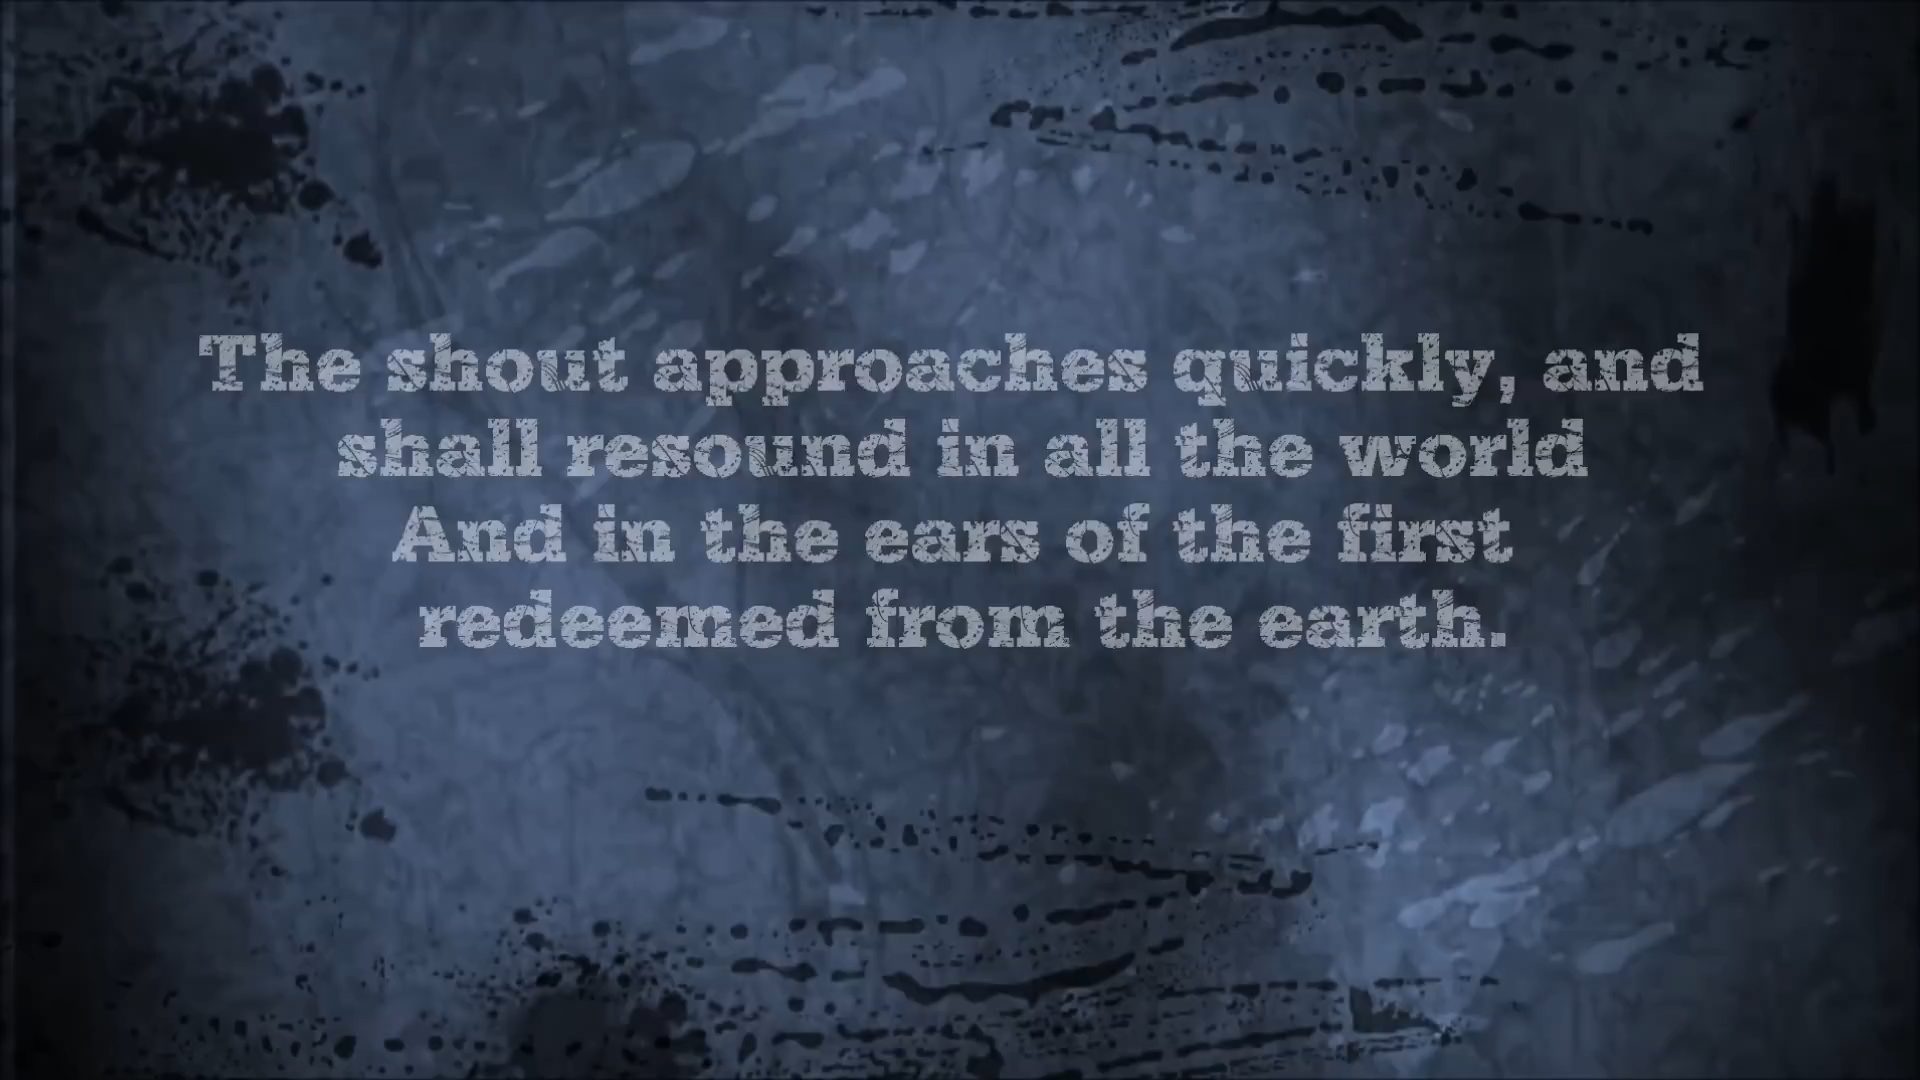 The shout approaches quickly, and
shall resound in all the world
And in the ears of the first
redeemed from the earth.